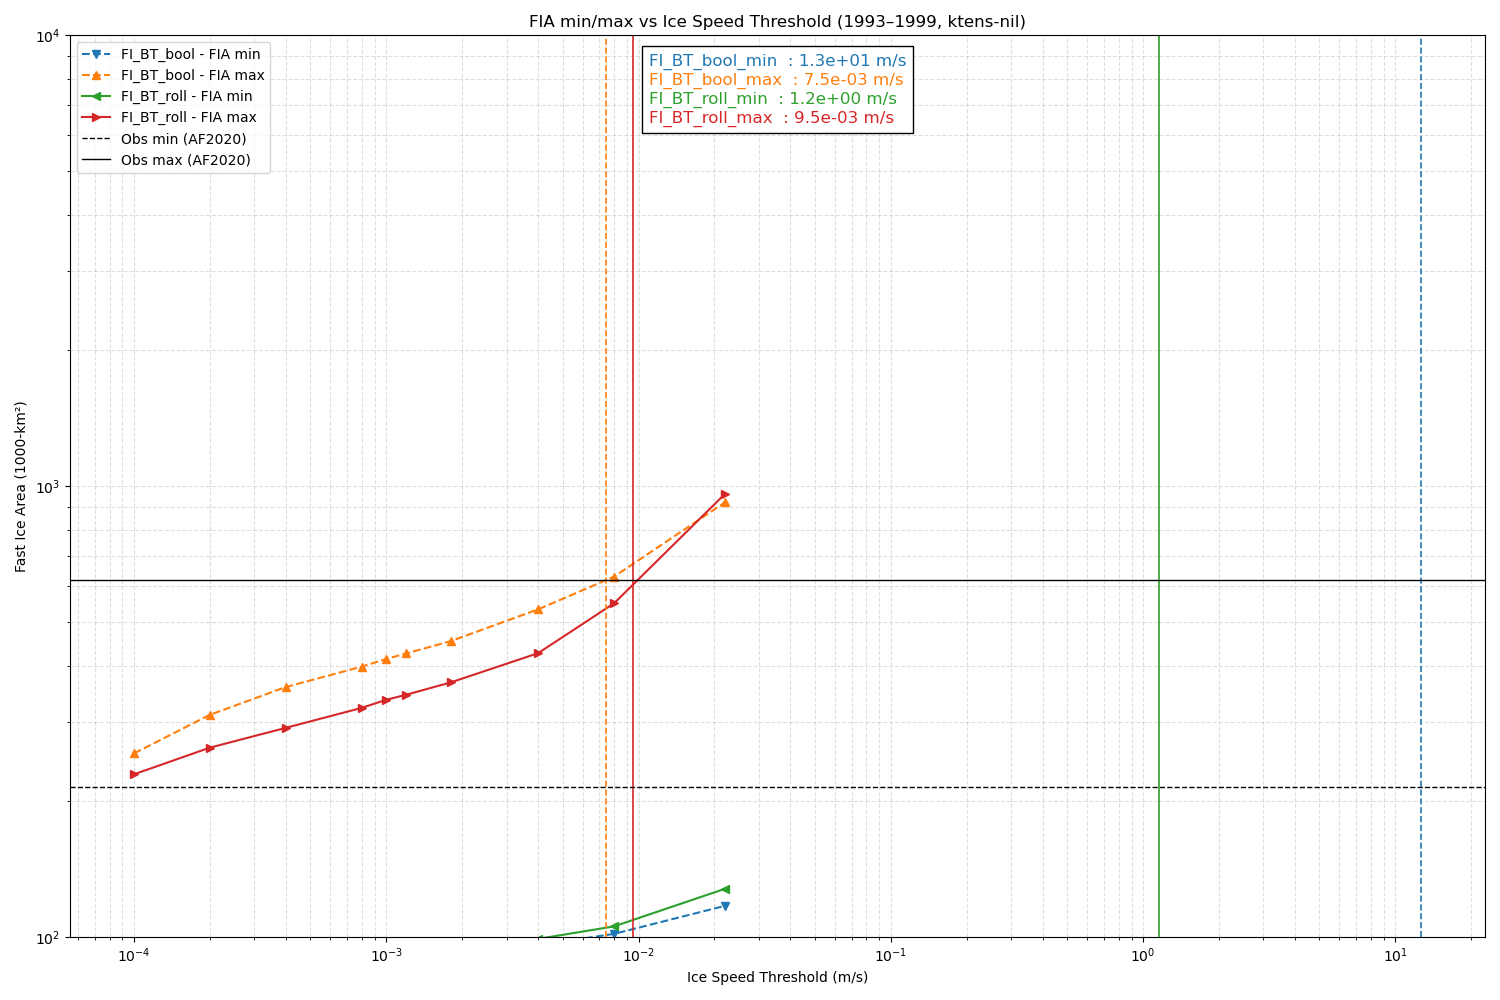 FIA min/max vs Ice Speed Threshold (1993–1999, ktens-nil)
FI_BT_bool - FIA min
FI_BT_bool - FIA max
FI_BT_roll - FIA min
FI_BT_roll - FIA max
Obs min (AF2020)
Obs max (AF2020)
FI_BT_bool_min : 1.3e+01 m/s
FI_BT_bool_max : 7.5e-03 m/s
FI_BT_roll_min : 1.2e+00 m/s
FI_BT_roll_max : 9.5e-03 m/s
Fast Ice Area (1000-km²)
10⁴
10³
10²
10⁻⁴ 10⁻³ 10⁻² 10⁻¹ 10⁰ 10¹
Ice Speed Threshold (m/s)